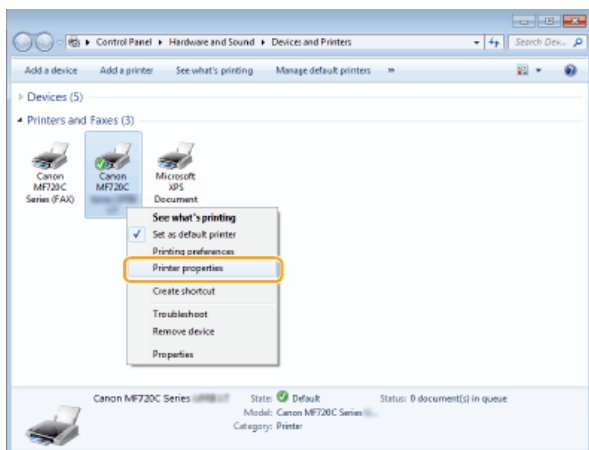 Control Panel ▸ Hardware and Sound ▸ Devices and Printers
Search Dev...
Add a device Add a printer See what's printing Manage default printers »
Devices (5)
Printers and Faxes (3)
Canon
MF720C
Series (FAX)
Canon
MF720C
Microsoft
XPS
Document
See what's printing
Set as default printer
Printing preferences
Printer properties
Create shortcut
Troubleshoot
Remove device
Properties
Canon MF720C Series
State: Default
Status: 0 document(s) in queue
Model: Canon MF720C Series
Category: Printer